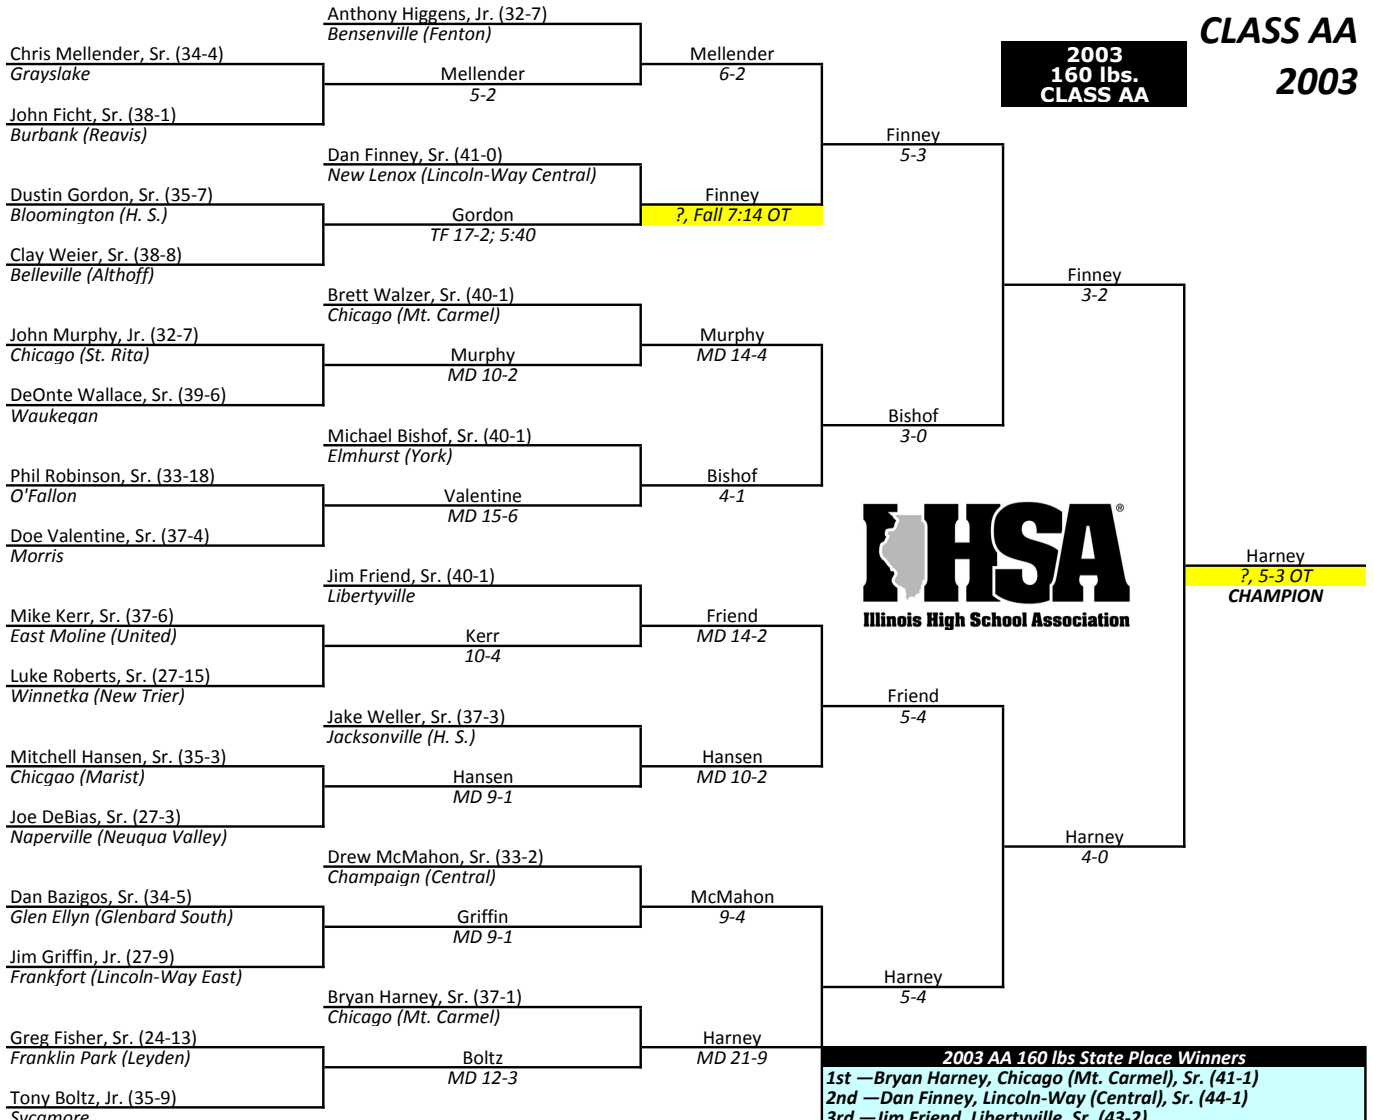 CLASS AA
2003
2003
160 lbs.
CLASS AA
Chris Mellender, Sr. (34-4)
Grayslake
John Ficht, Sr. (38-1)
Burbank (Reavis)
Dustin Gordon, Sr. (35-7)
Bloomington (H. S.)
Clay Weier, Sr. (38-8)
Belleville (Althoff)
John Murphy, Jr. (32-7)
Chicago (St. Rita)
DeOnte Wallace, Sr. (39-6)
Waukegan
Phil Robinson, Sr. (33-18)
O'Fallon
Doe Valentine, Sr. (37-4)
Morris
Mike Kerr, Sr. (37-6)
East Moline (United)
Luke Roberts, Sr. (27-15)
Winnetka (New Trier)
Mitchell Hansen, Sr. (35-3)
Chicgao (Marist)
Joe DeBias, Sr. (27-3)
Naperville (Neuqua Valley)
Dan Bazigos, Sr. (34-5)
Glen Ellyn (Glenbard South)
Jim Griffin, Jr. (27-9)
Frankfort (Lincoln-Way East)
Greg Fisher, Sr. (24-13)
Franklin Park (Leyden)
Tony Boltz, Jr. (35-9)
Sycamore
Anthony Higgens, Jr. (32-7)
Bensenville (Fenton)
Mellender
5-2
Dan Finney, Sr. (41-0)
New Lenox (Lincoln-Way Central)
Gordon
TF 17-2; 5:40
Brett Walzer, Sr. (40-1)
Chicago (Mt. Carmel)
Murphy
MD 10-2
Michael Bishof, Sr. (40-1)
Elmhurst (York)
Valentine
MD 15-6
Jim Friend, Sr. (40-1)
Libertyville
Kerr
10-4
Jake Weller, Sr. (37-3)
Jacksonville (H. S.)
Hansen
MD 9-1
Drew McMahon, Sr. (33-2)
Champaign (Central)
Griffin
MD 9-1
Bryan Harney, Sr. (37-1)
Chicago (Mt. Carmel)
Boltz
MD 12-3
Mellender
6-2
Finney
?, Fall 7:14 OT
Murphy
MD 14-4
Bishof
4-1
Friend
MD 14-2
Hansen
MD 10-2
McMahon
9-4
Harney
MD 21-9
Finney
5-3
Bishof
3-0
Friend
5-4
Harney
5-4
Finney
3-2
Harney
4-0
Harney
?, 5-3 OT
CHAMPION
IHSA®
Illinois High School Association
2003 AA 160 lbs State Place Winners
1st —Bryan Harney, Chicago (Mt. Carmel), Sr. (41-1)
2nd —Dan Finney, Lincoln-Way (Central), Sr. (44-1)
3rd —Jim Friend, Libertyville, Sr. (43-2)